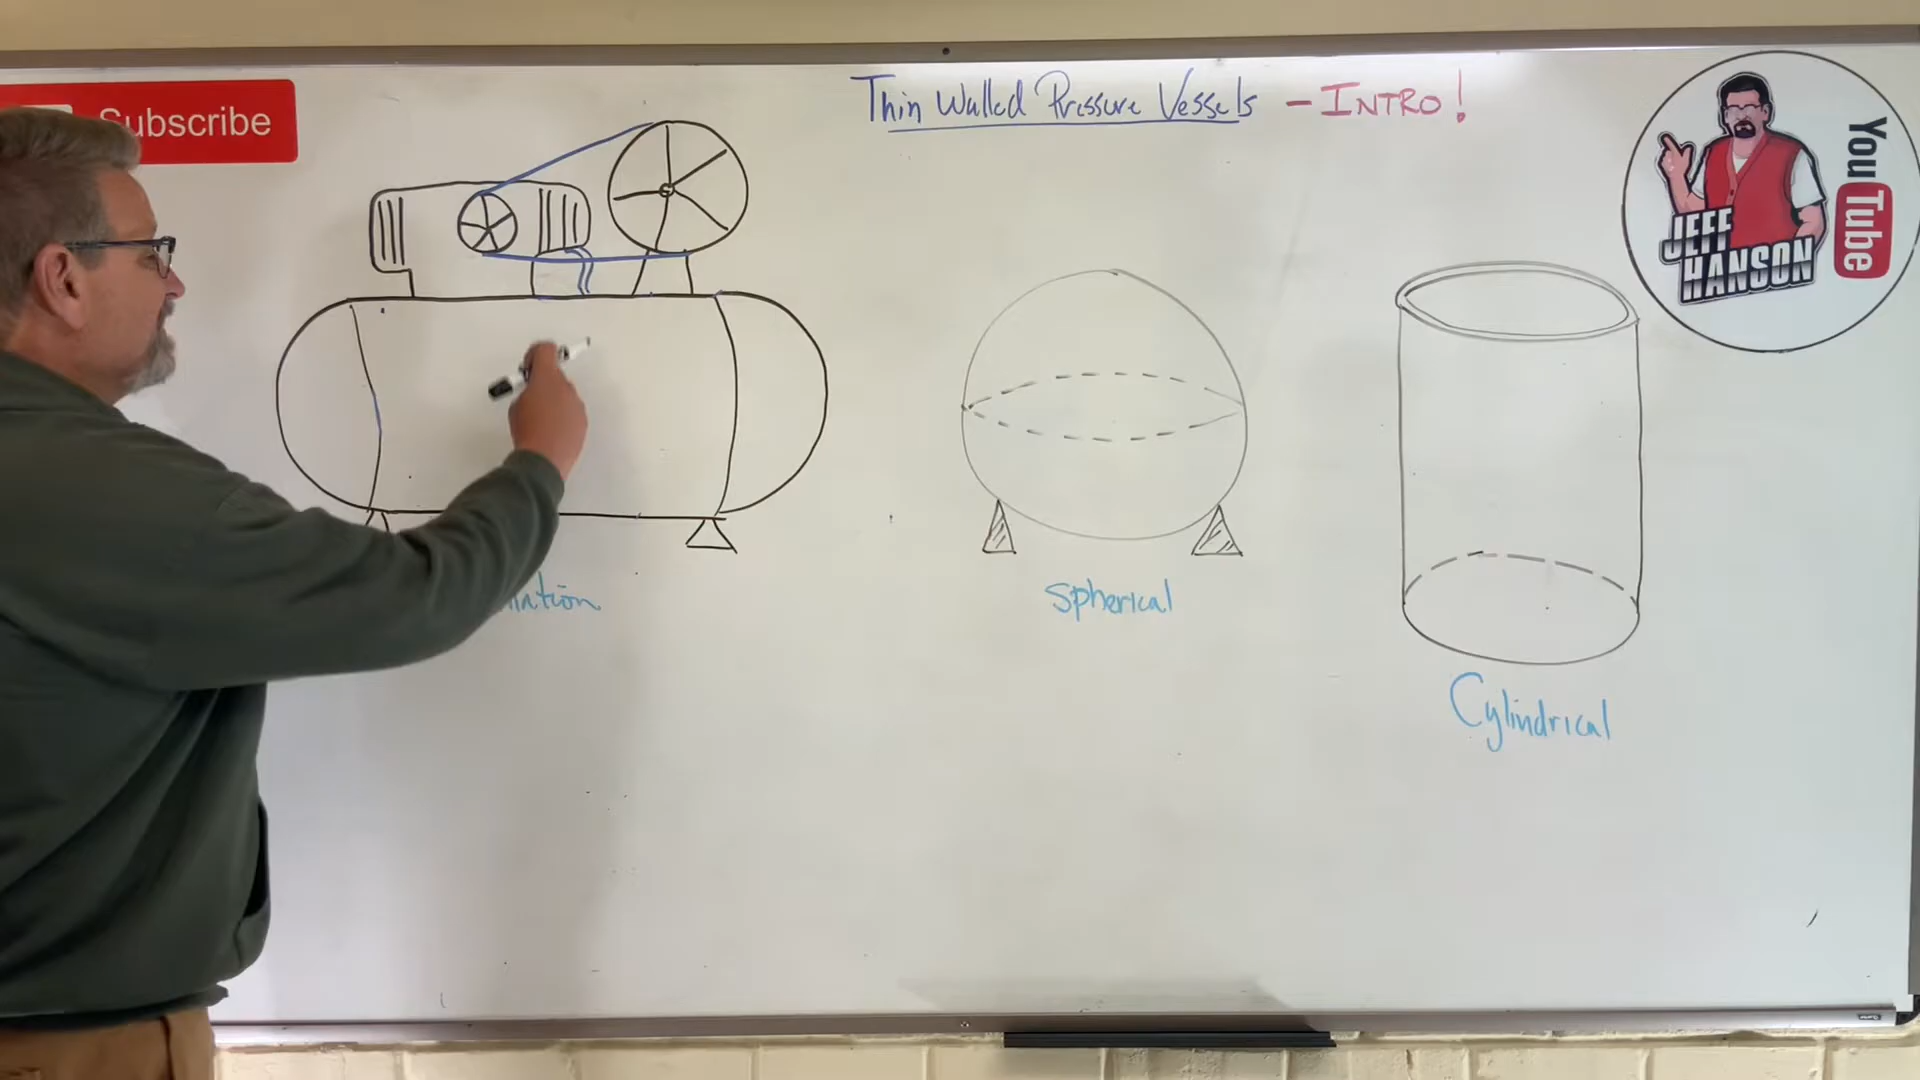 Subscribe
Thin Walled Pressure Vessels - INTRO!
JEFF
HANSON
YouTube
Spherical
Cylindrical